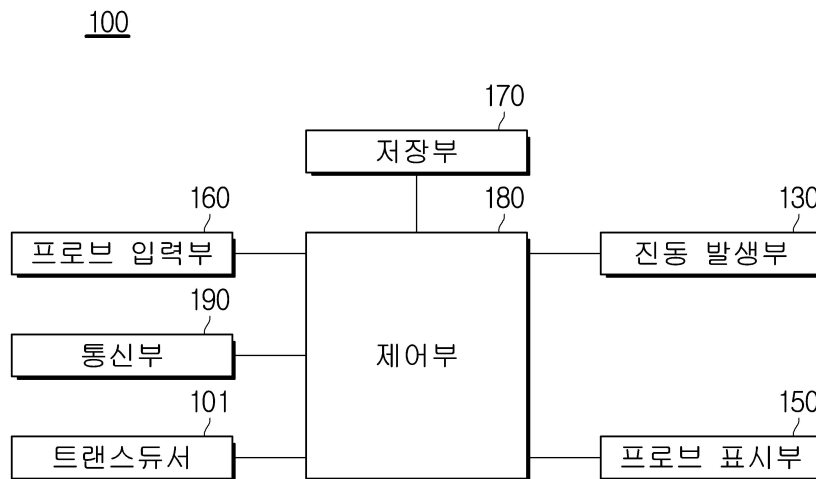 100
170
저장부
160
180
130
프로브 입력부
진동 발생부
190
통신부
제어부
101
150
트랜스듀서
프로브 표시부